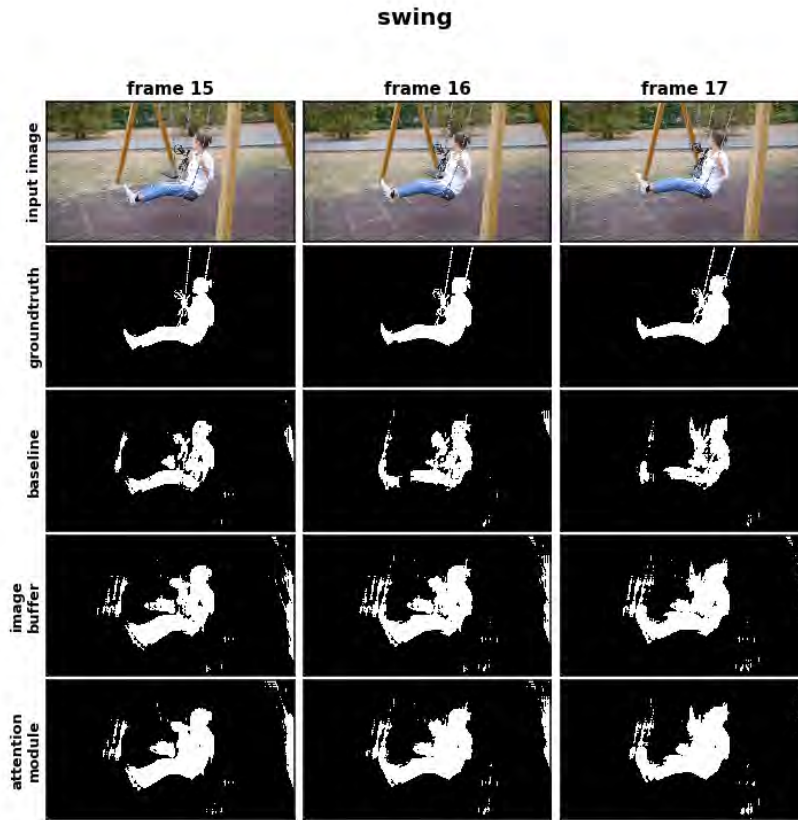 swing
frame 15
frame 16
frame 17
input image
groundtruth
baseline
image
buffer
attention
module